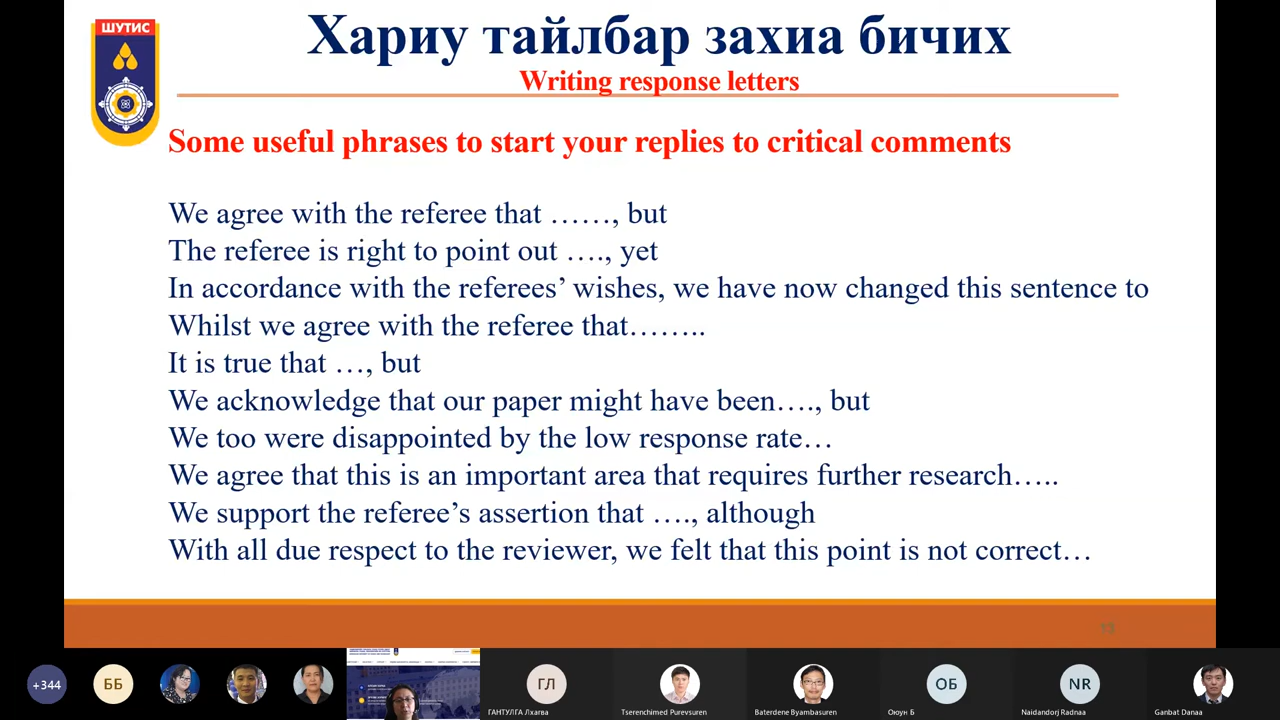 ШУТИС
Хариу тайлбар захиа бичих
Writing response letters
Some useful phrases to start your replies to critical comments
We agree with the referee that ……, but
The referee is right to point out …., yet
In accordance with the referees’ wishes, we have now changed this sentence to
Whilst we agree with the referee that……..
It is true that …, but
We acknowledge that our paper might have been…., but
We too were disappointed by the low response rate…
We agree that this is an important area that requires further research…..
We support the referee’s assertion that …., although
With all due respect to the reviewer, we felt that this point is not correct…
+344
ББ
ГЛ
ОБ
NR
ГАНТУЛГА Лхагва
Tserenchimed Purevsuren
Baterdene Byambasuren
Оюун Б
Naidandorj Radnaa
Ganbat Danaa